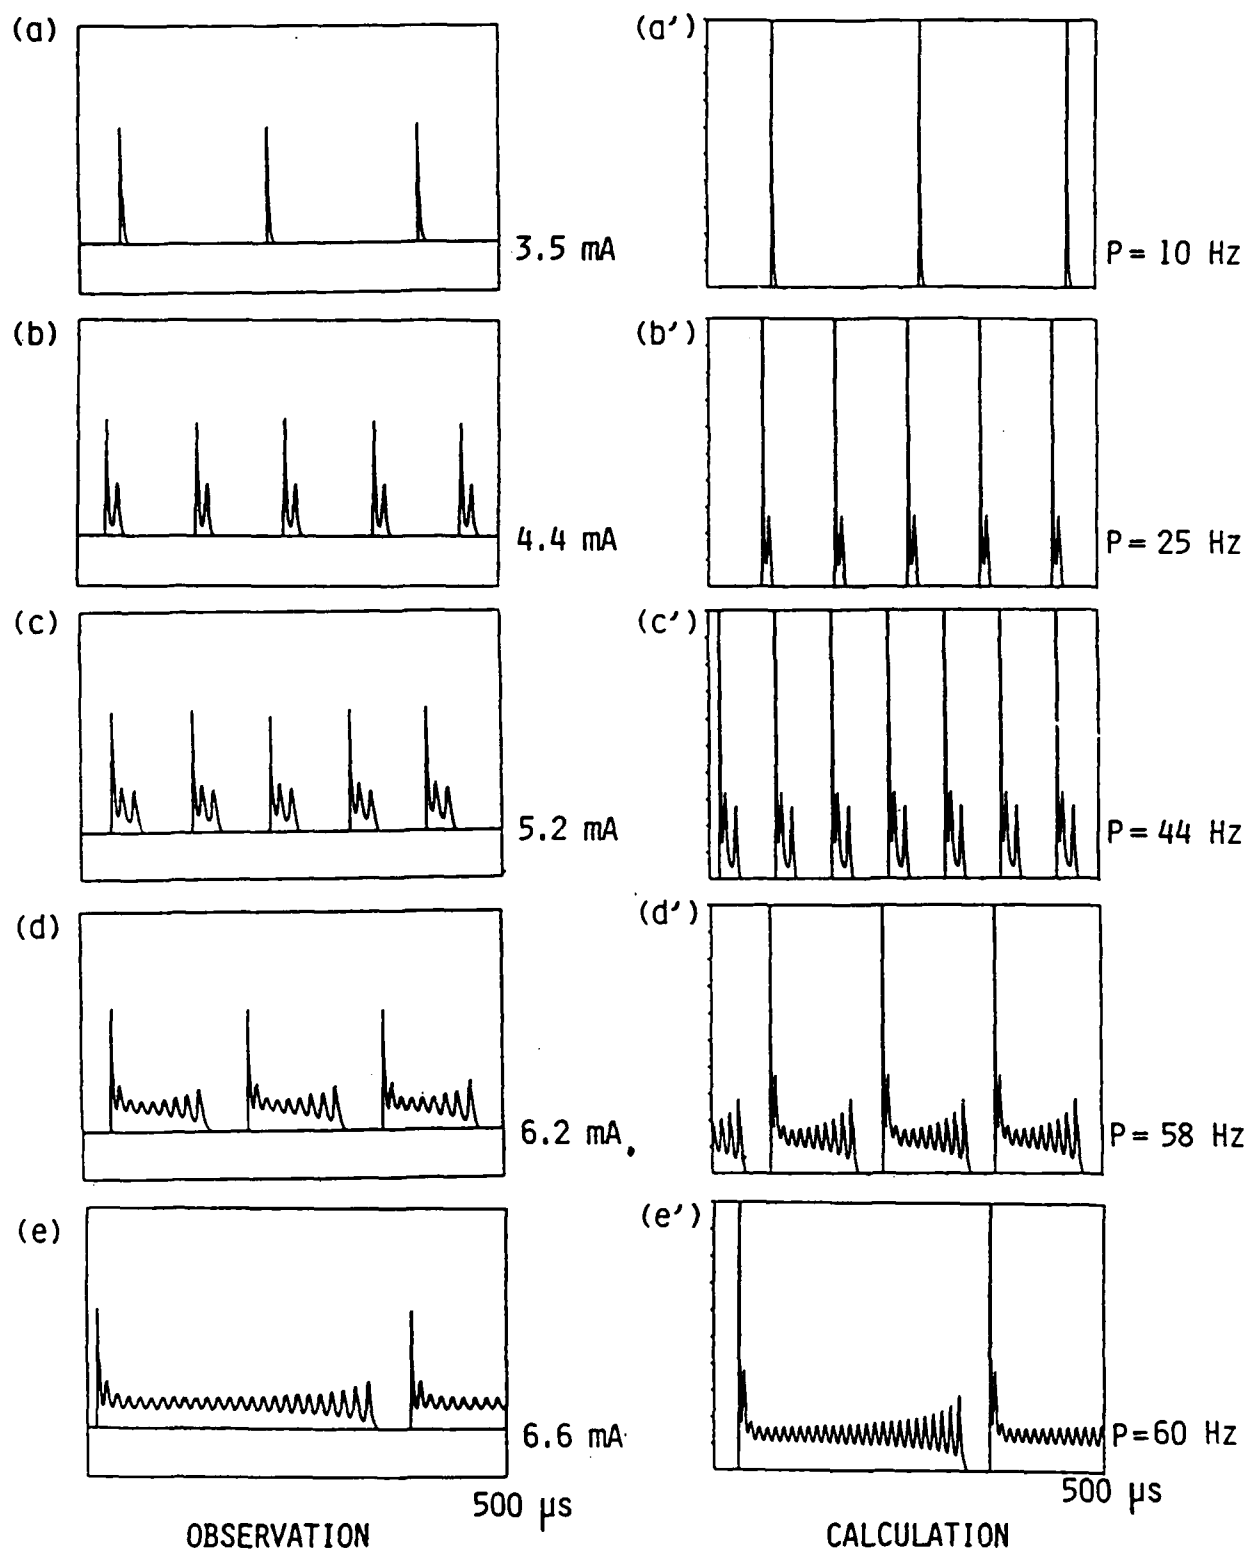 (a)
3.5 mA
(a′)
P = 10 Hz
(b)
4.4 mA
(b′)
P = 25 Hz
(c)
5.2 mA
(c′)
P = 44 Hz
(d)
6.2 mA
(d′)
P = 58 Hz
(e)
6.6 mA
(e′)
P = 60 Hz
500 μs
500 μs
OBSERVATION
CALCULATION